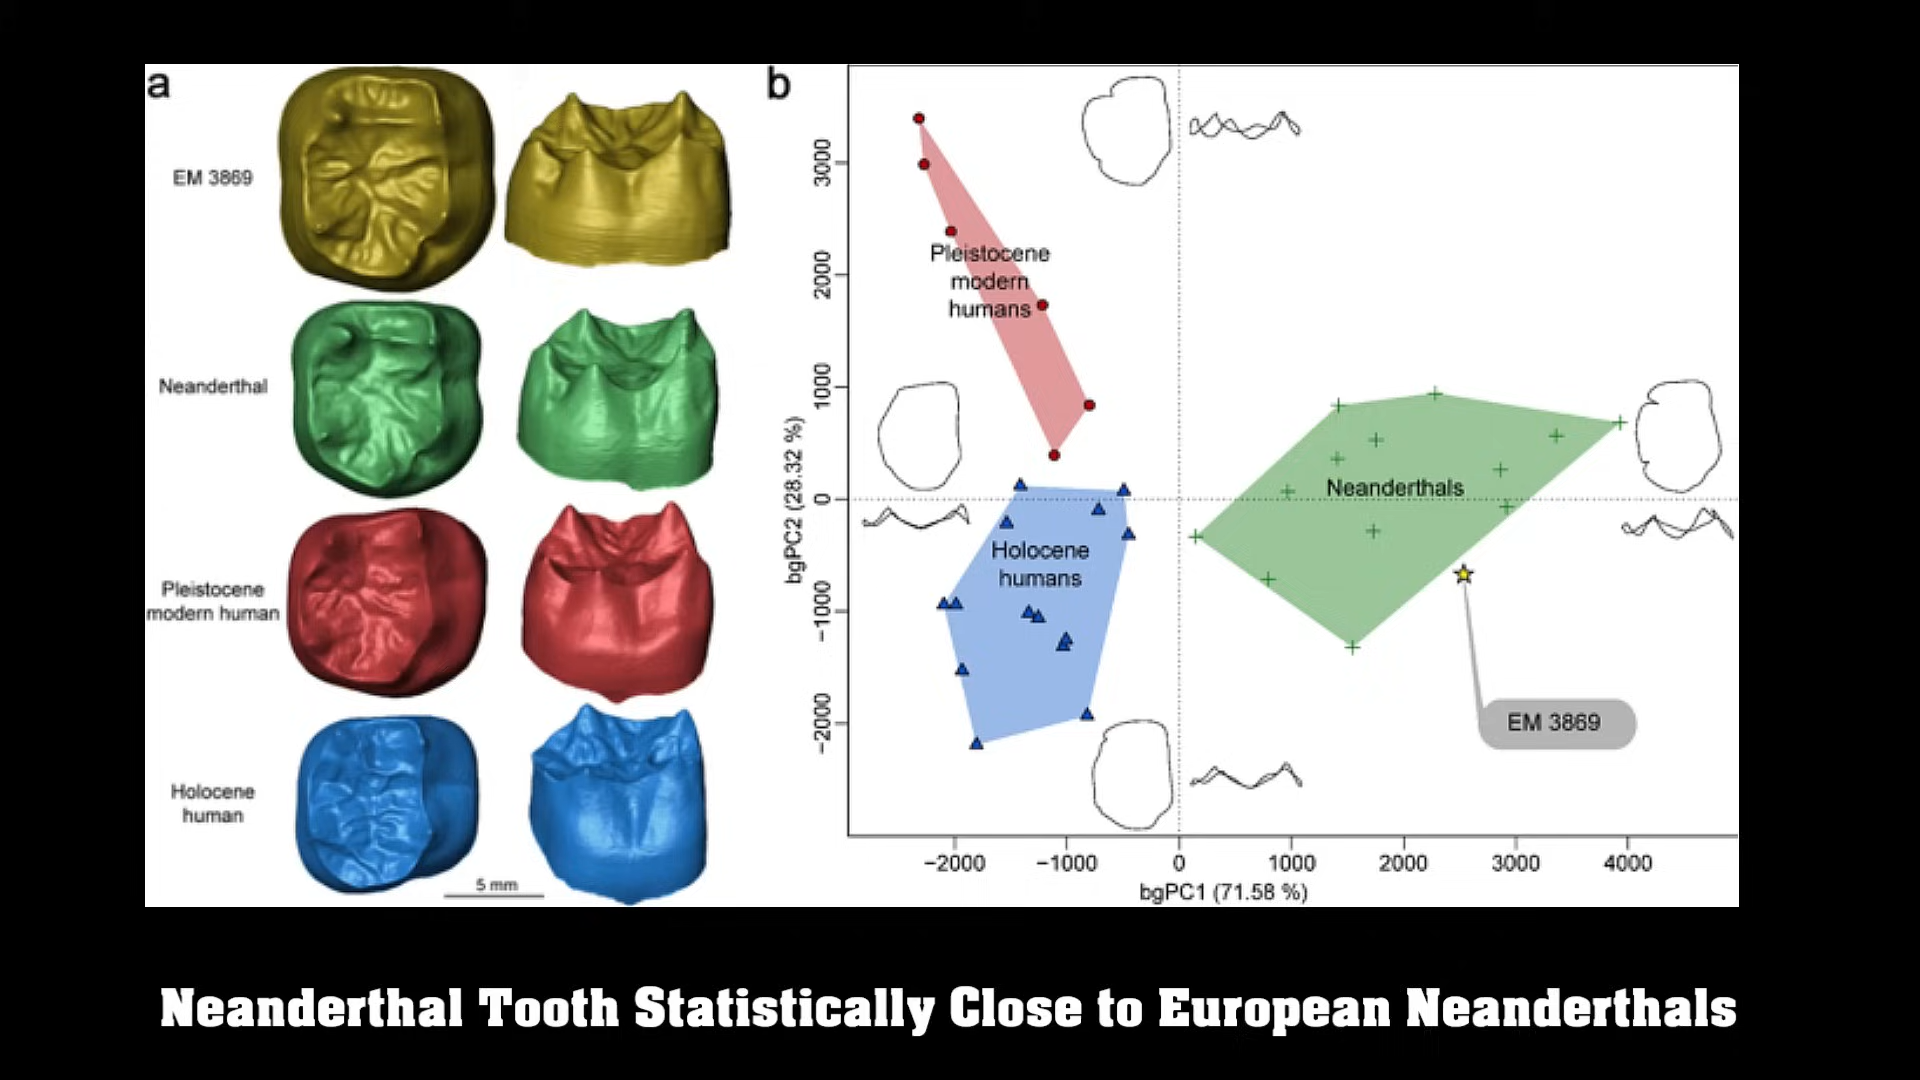 a
EM 3869
Neanderthal
Pleistocene
modern human
Holocene
human
5 mm
b
bgPC2 (28.32 %)
3000
2000
1000
0
−1000
−2000
Pleistocene
modern
humans
Neanderthals
Holocene
humans
EM 3869
−2000 −1000 0 1000 2000 3000 4000
bgPC1 (71.58 %)
Neanderthal Tooth Statistically Close to European Neanderthals